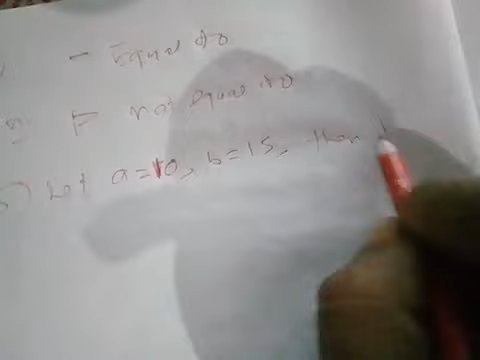 - Equal to
not equal to
Let a=10, b=15, then